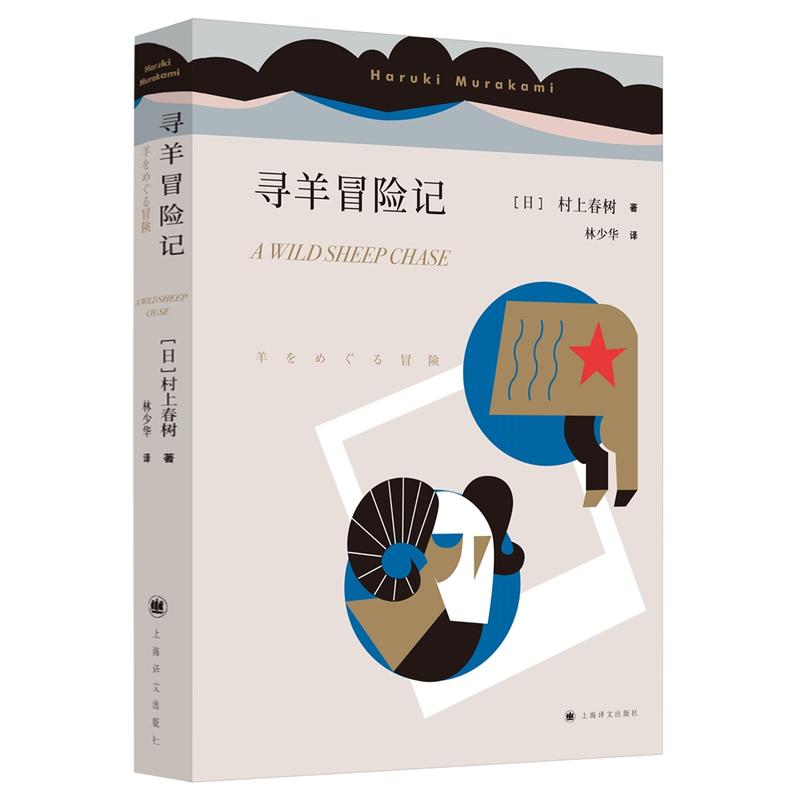 Haruki Murakami
寻羊冒险记
[日] 村上春树 著
林少华 译
A WILD SHEEP CHASE
羊をめぐる冒険
上海译文出版社
Haruki
Murakami
寻羊冒险记
羊をめぐる冒険
A WILD SHEEP
CHASE
[日]村上春树 著
林少华 译
上海译文出版社